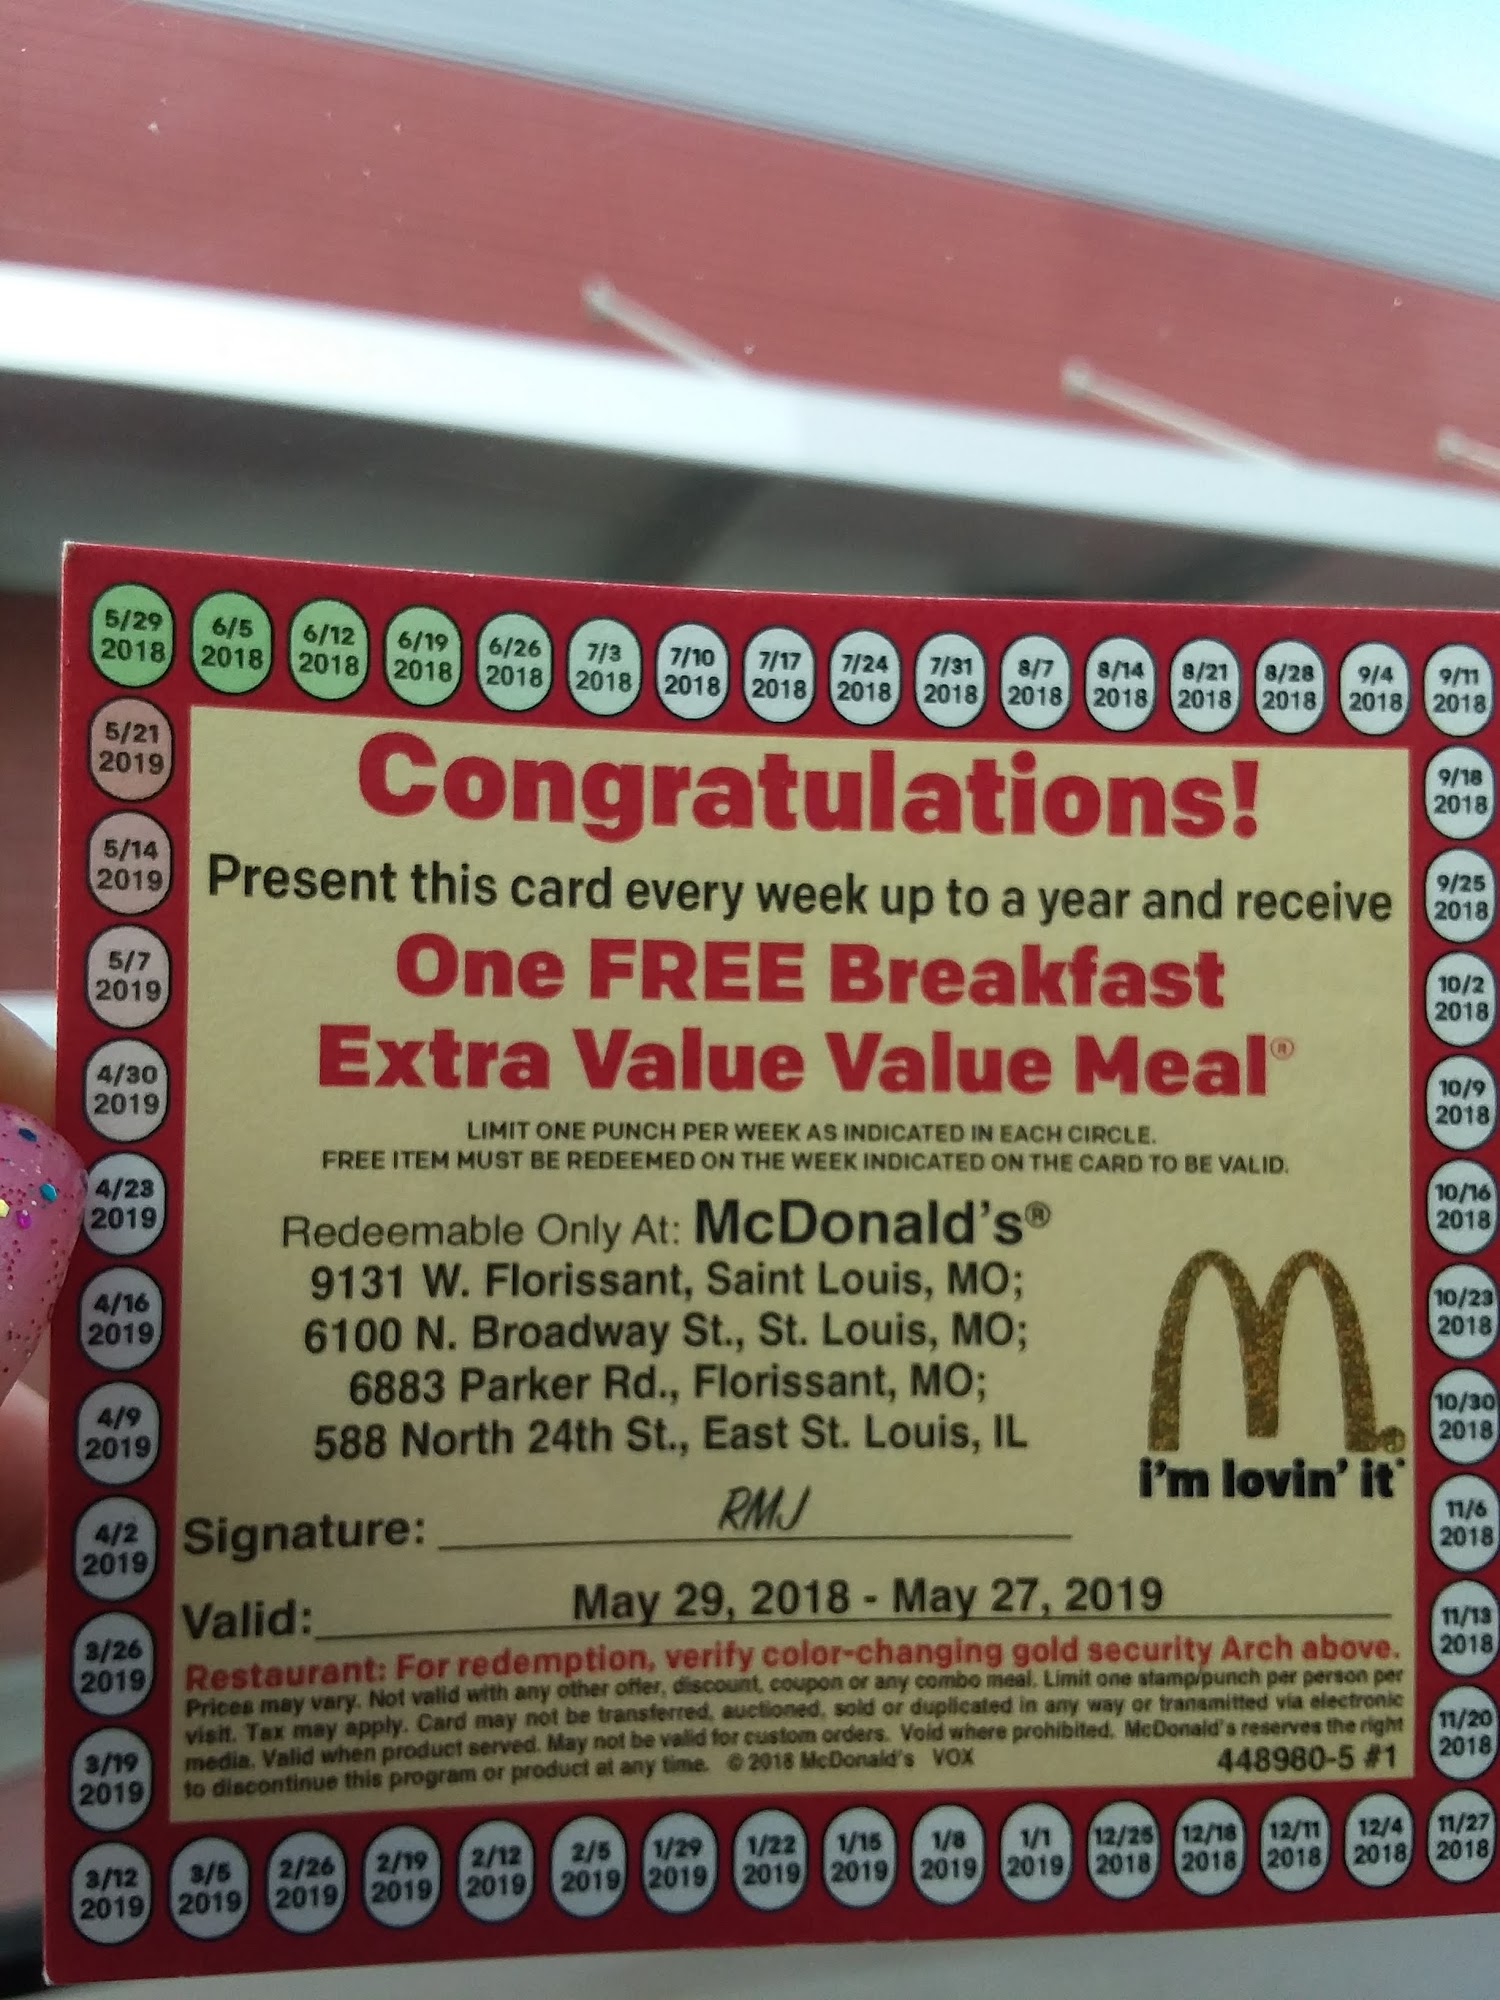 5/29 2018
6/5 2018
6/12 2018
6/19 2018
6/26 2018
7/3 2018
7/10 2018
7/17 2018
7/24 2018
7/31 2018
8/7 2018
8/14 2018
8/21 2018
8/28 2018
9/4 2018
9/11 2018
9/18 2018
9/25 2018
10/2 2018
10/9 2018
10/16 2018
10/23 2018
10/30 2018
11/6 2018
11/13 2018
11/20 2018
11/27 2018
12/4 2018
12/11 2018
12/18 2018
12/25 2018
1/1 2019
1/8 2019
1/15 2019
1/22 2019
1/29 2019
2/5 2019
2/12 2019
2/19 2019
2/26 2019
3/5 2019
3/12 2019
3/19 2019
3/26 2019
4/2 2019
4/9 2019
4/16 2019
4/23 2019
4/30 2019
5/7 2019
5/14 2019
5/21 2019
Congratulations!
Present this card every week up to a year and receive
One FREE Breakfast
Extra Value Value Meal®
LIMIT ONE PUNCH PER WEEK AS INDICATED IN EACH CIRCLE.
FREE ITEM MUST BE REDEEMED ON THE WEEK INDICATED ON THE CARD TO BE VALID.
Redeemable Only At: McDonald's®
9131 W. Florissant, Saint Louis, MO;
6100 N. Broadway St., St. Louis, MO;
6883 Parker Rd., Florissant, MO;
588 North 24th St., East St. Louis, IL
i'm lovin' it
Signature: RMJ
Valid: May 29, 2018 - May 27, 2019
Restaurant: For redemption, verify color-changing gold security Arch above.
Prices may vary. Not valid with any other offer, discount, coupon or any combo meal. Limit one stamp/punch per person per
visit. Tax may apply. Card may not be transferred, auctioned, sold or duplicated in any way or transmitted via electronic
media. Valid when product served. May not be valid for custom orders. Void where prohibited. McDonald's reserves the right
to discontinue this program or product at any time. © 2018 McDonald's VOX 448980-5 #1